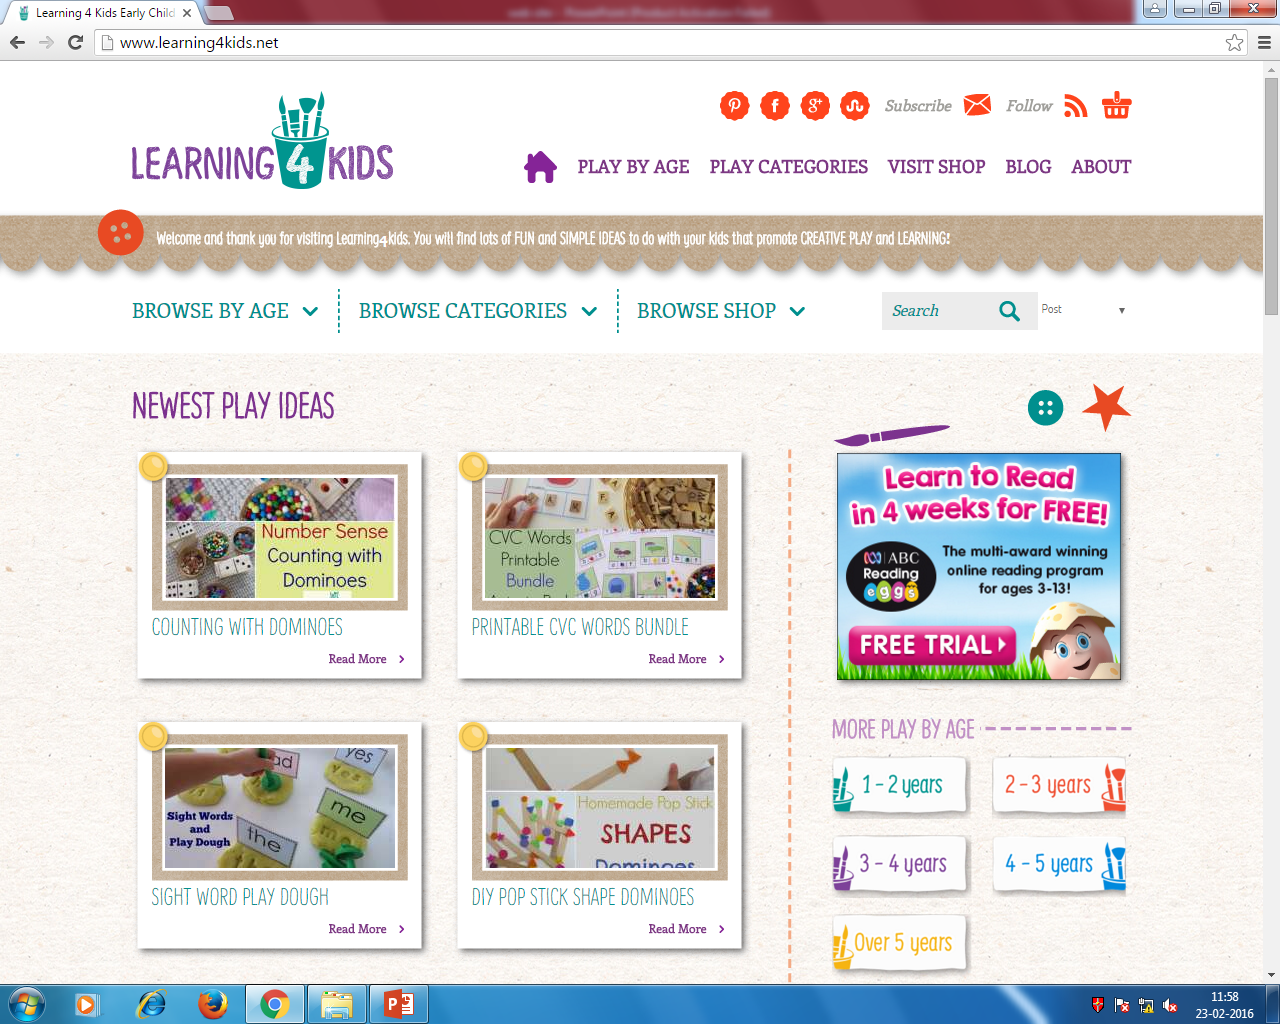 Learning 4 Kids Early Child
www.learning4kids.net
LEARNING 4 KIDS
Subscribe
Follow
PLAY BY AGE
PLAY CATEGORIES
VISIT SHOP
BLOG
ABOUT
Welcome and thank you for visiting Learning4kids. You will find lots of FUN and SIMPLE IDEAS to do with your kids that promote CREATIVE PLAY and LEARNING!
BROWSE BY AGE
BROWSE CATEGORIES
BROWSE SHOP
Search
Post
NEWEST PLAY IDEAS
Number Sense
Counting with
Dominoes
COUNTING WITH DOMINOES
Read More
CVC Words
Printable
Bundle
PRINTABLE CVC WORDS BUNDLE
Read More
yes
yes
me
the
Sight Words
and
Play Dough
SIGHT WORD PLAY DOUGH
Read More
Homemade Pop Stick
SHAPES
Dominoes
DIY POP STICK SHAPE DOMINOES
Read More
Learn to Read
in 4 weeks for FREE!
ABC
Reading
eggs
The multi-award winning
online reading program
for ages 3-13!
FREE TRIAL
MORE PLAY BY AGE
1 - 2 years
2 - 3 years
3 - 4 years
4 - 5 years
Over 5 years
11:58
23-02-2016